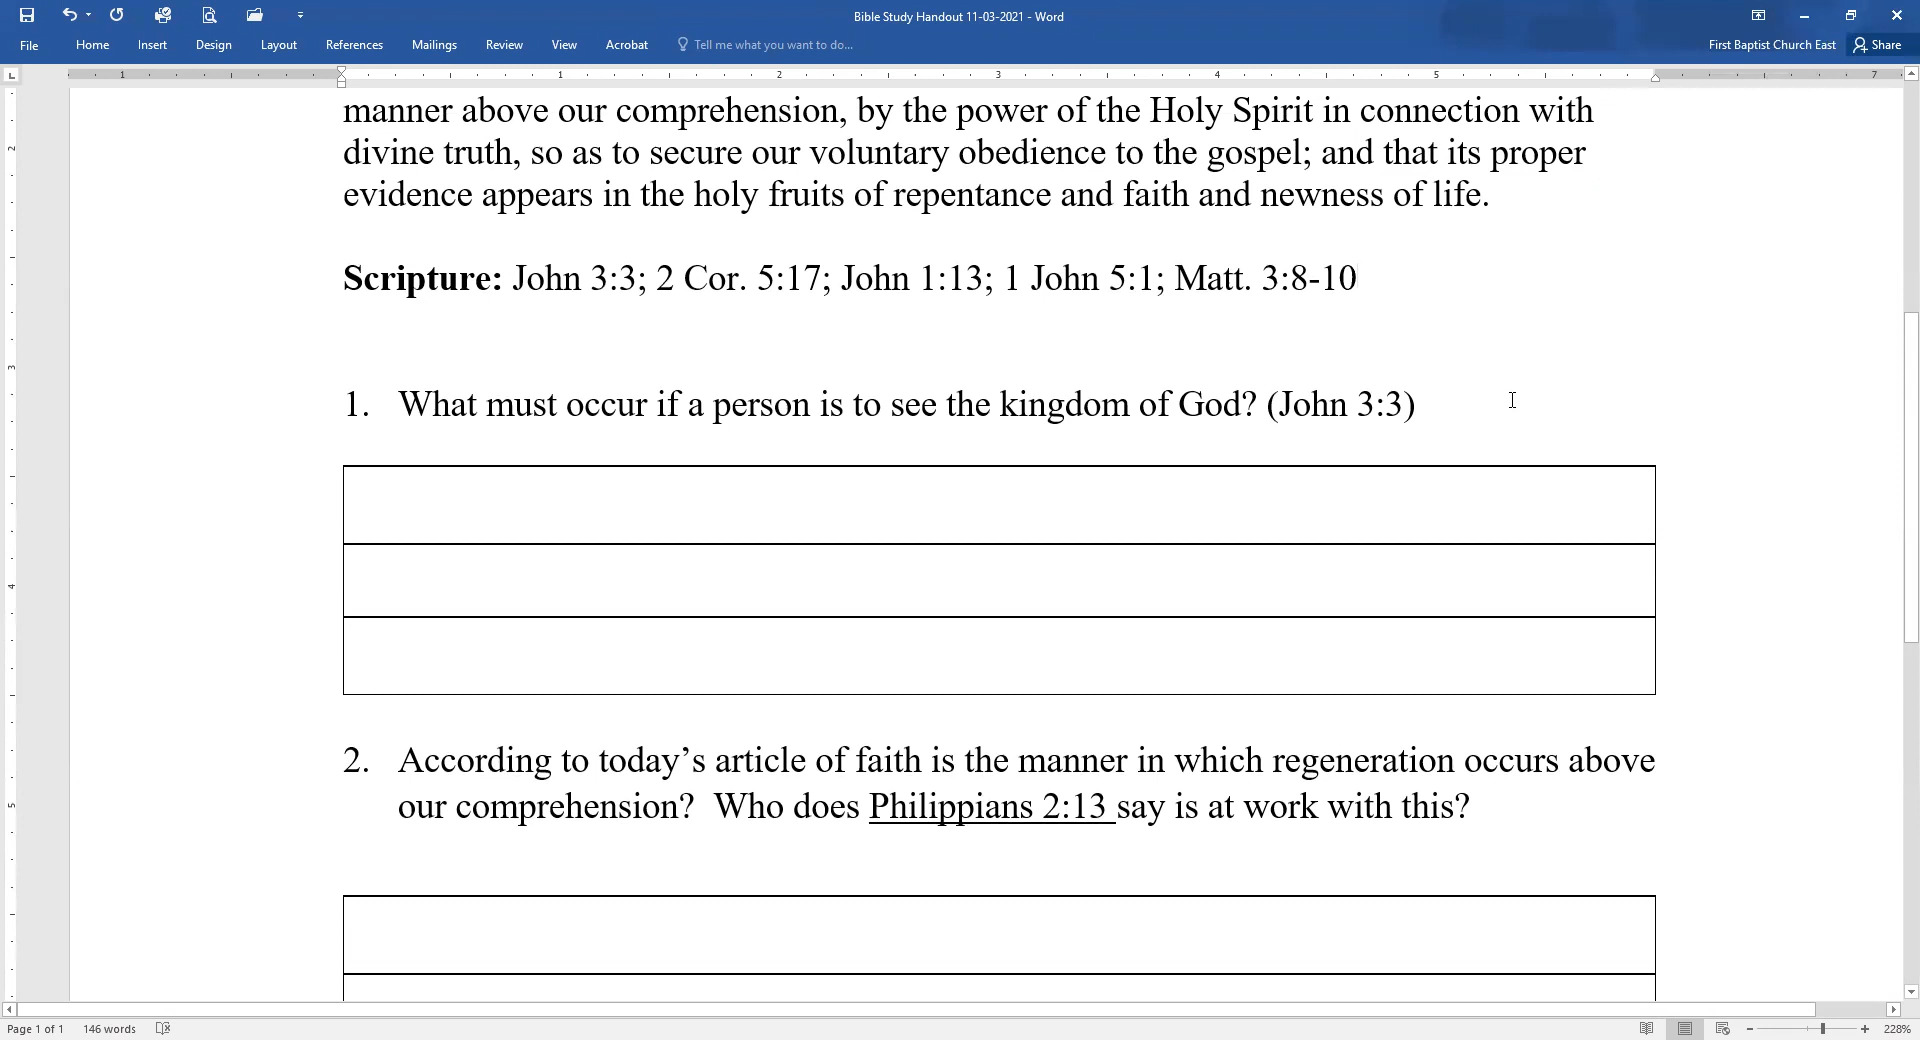 Bible Study Handout 11-03-2021 - Word
File Home Insert Design Layout References Mailings Review View Acrobat Tell me what you want to do... First Baptist Church East Share
1 1 2 3 4 5 7
manner above our comprehension, by the power of the Holy Spirit in connection with
divine truth, so as to secure our voluntary obedience to the gospel; and that its proper
evidence appears in the holy fruits of repentance and faith and newness of life.
Scripture: John 3:3; 2 Cor. 5:17; John 1:13; 1 John 5:1; Matt. 3:8-10
1. What must occur if a person is to see the kingdom of God? (John 3:3)
2. According to today’s article of faith is the manner in which regeneration occurs above
our comprehension? Who does Philippians 2:13 say is at work with this?
Page 1 of 1 146 words 228%